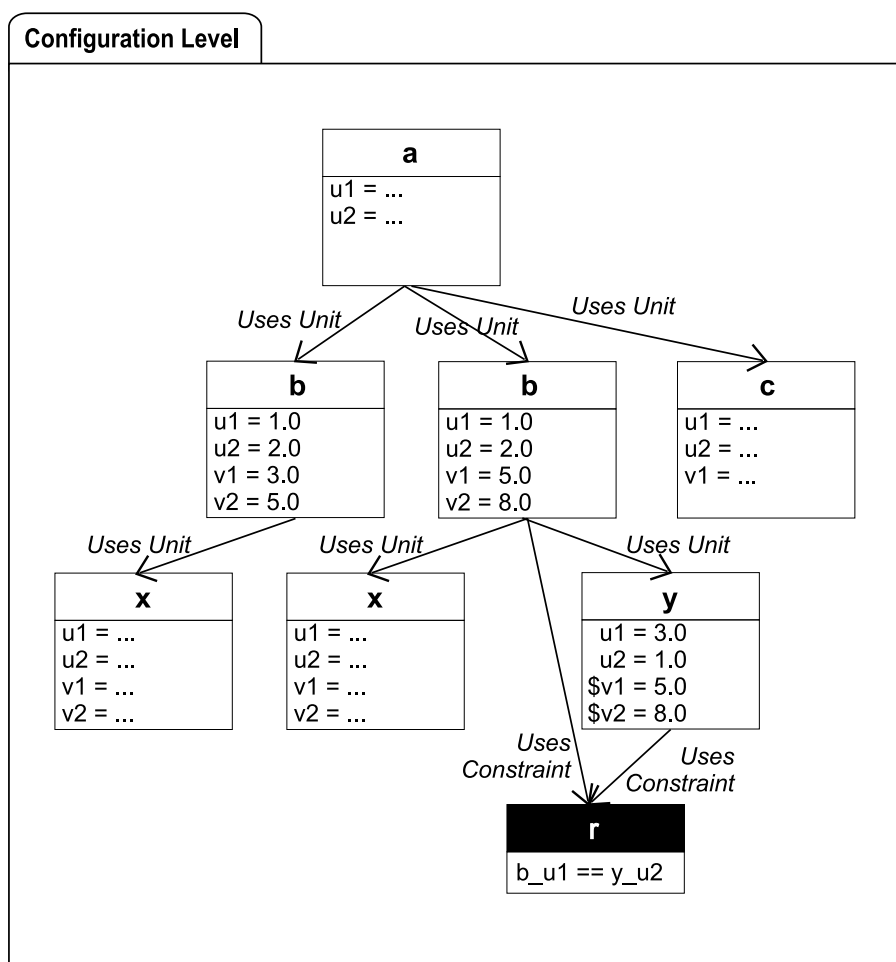 Configuration Level
a
u1 = ...
u2 = ...
Uses Unit
Uses Unit
Uses Unit
b
u1 = 1.0
u2 = 2.0
v1 = 3.0
v2 = 5.0
b
u1 = 1.0
u2 = 2.0
v1 = 5.0
v2 = 8.0
c
u1 = ...
u2 = ...
v1 = ...
Uses Unit
Uses Unit
Uses Unit
x
u1 = ...
u2 = ...
v1 = ...
v2 = ...
x
u1 = ...
u2 = ...
v1 = ...
v2 = ...
y
u1 = 3.0
u2 = 1.0
$v1 = 5.0
$v2 = 8.0
Uses
Constraint
Uses
Constraint
r
b_u1 == y_u2